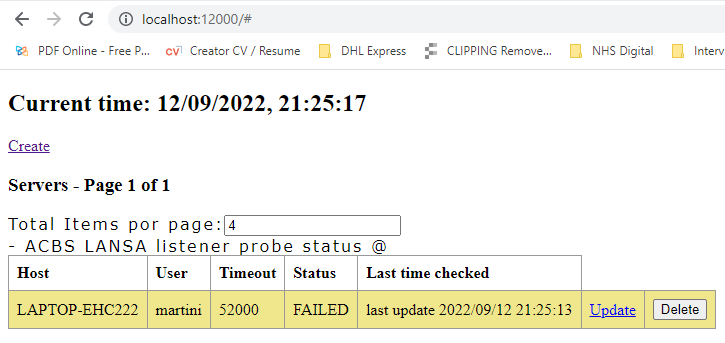 localhost:12000/#
PDF Online - Free P... Creator CV / Resume DHL Express CLIPPING Remove... NHS Digital Interv
Current time: 12/09/2022, 21:25:17
Create
Servers - Page 1 of 1
Total Items por page: 4
- ACBS LANSA listener probe status @
Host User Timeout Status Last time checked
LAPTOP-EHC222 martini 52000 FAILED last update 2022/09/12 21:25:13 Update Delete